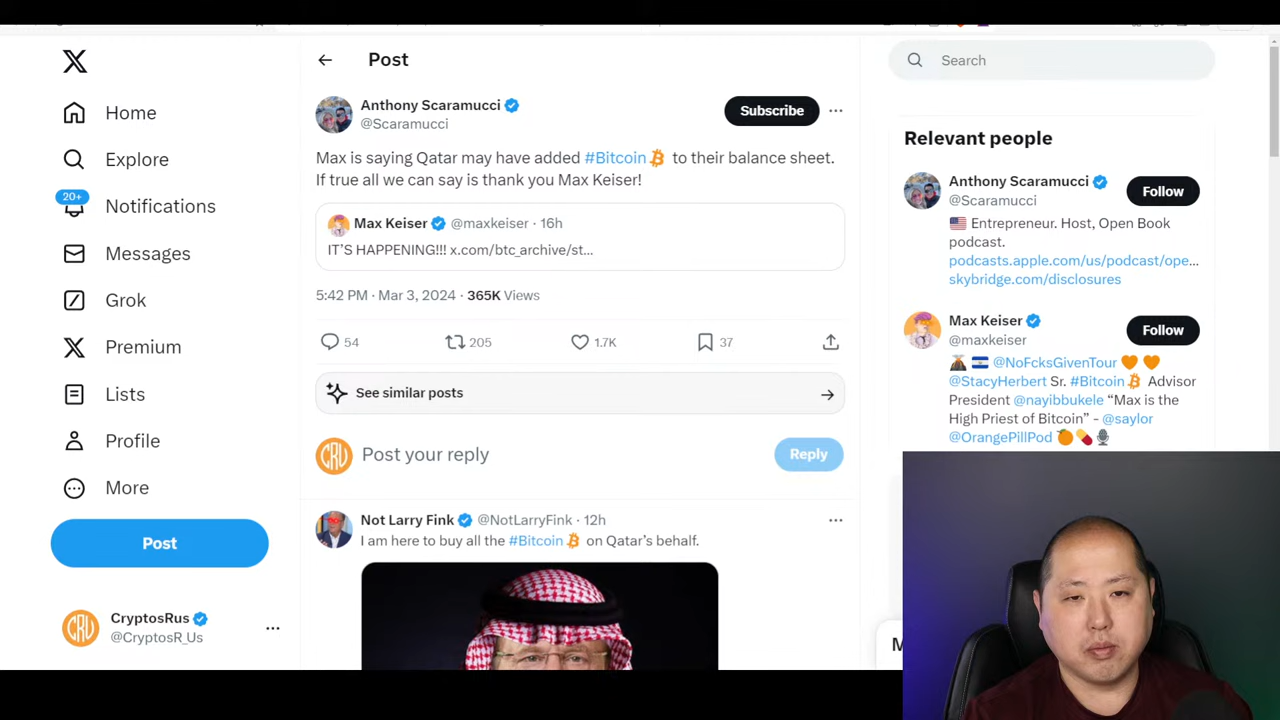 Post
Search
Home
Explore
20+
Notifications
Messages
Grok
Premium
Lists
Profile
More
Post
CryptosRus
@CryptosR_Us
Anthony Scaramucci
@Scaramucci
Subscribe
Max is saying Qatar may have added #Bitcoin to their balance sheet.
If true all we can say is thank you Max Keiser!
Max Keiser @maxkeiser · 16h
IT'S HAPPENING!!! x.com/btc_archive/st...
5:42 PM · Mar 3, 2024 · 365K Views
54 205 1.7K 37
See similar posts
CRU Post your reply Reply
Not Larry Fink @NotLarryFink · 12h
I am here to buy all the #Bitcoin on Qatar's behalf.
Relevant people
Anthony Scaramucci
@Scaramucci
Follow
Entrepreneur. Host, Open Book
podcast.
podcasts.apple.com/us/podcast/ope...
skybridge.com/disclosures
Max Keiser
@maxkeiser
Follow
@NoFcksGivenTour
@StacyHerbert Sr. #Bitcoin Advisor
President @nayibbukele “Max is the
High Priest of Bitcoin” - @saylor
@OrangePillPod
CRU